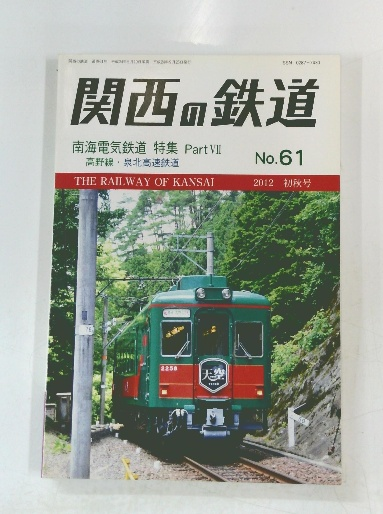 関西の鉄道
南海電気鉄道 特集 Part Ⅶ
高野線・泉北高速鉄道
No.61
THE RAILWAY OF KANSAI
2012 初秋号
2258
天空